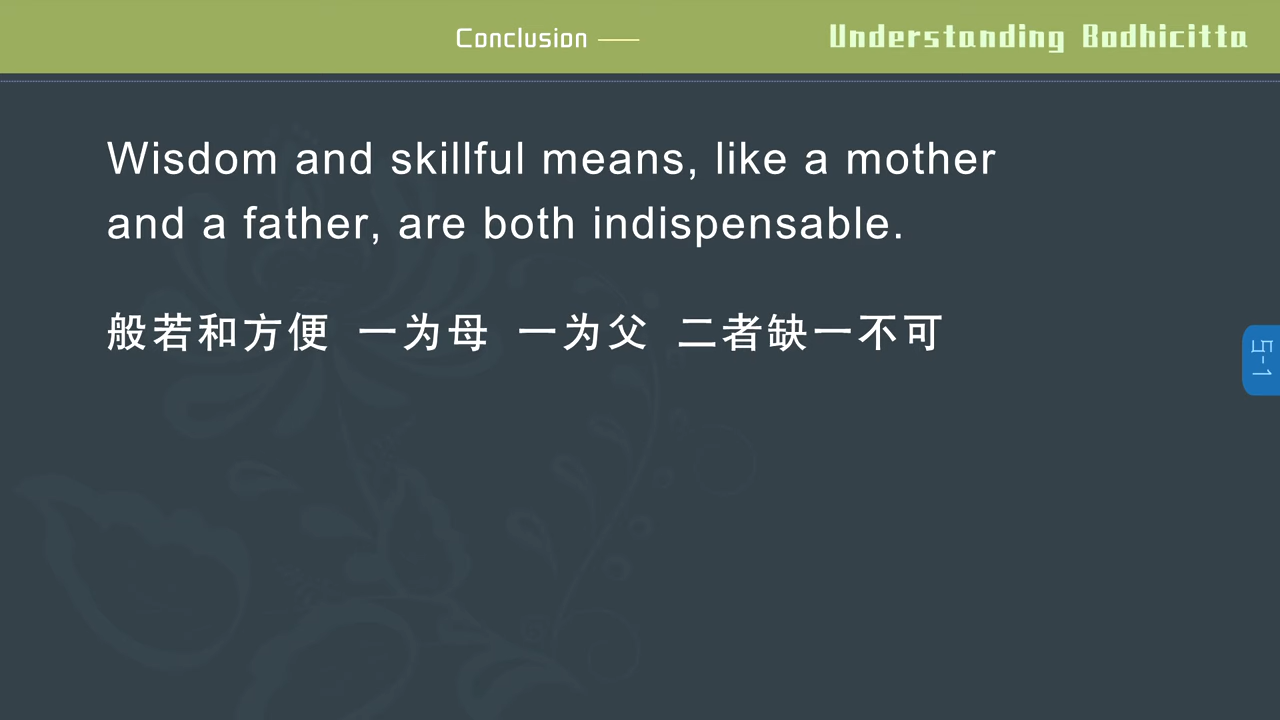 Conclusion
Understanding Bodhicitta
Wisdom and skillful means, like a mother
and a father, are both indispensable.
般若和方便 一为母 一为父 二者缺一不可
5-1